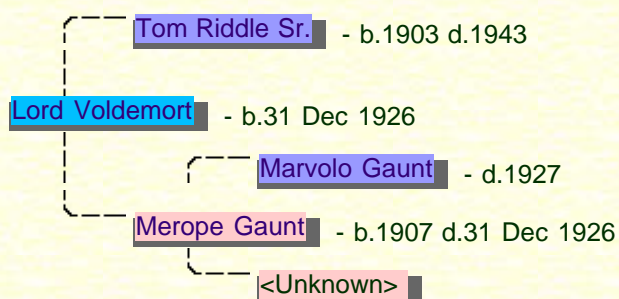 Tom Riddle Sr. - b.1903 d.1943
Lord Voldemort - b.31 Dec 1926
Marvolo Gaunt - d.1927
Merope Gaunt - b.1907 d.31 Dec 1926
<Unknown>